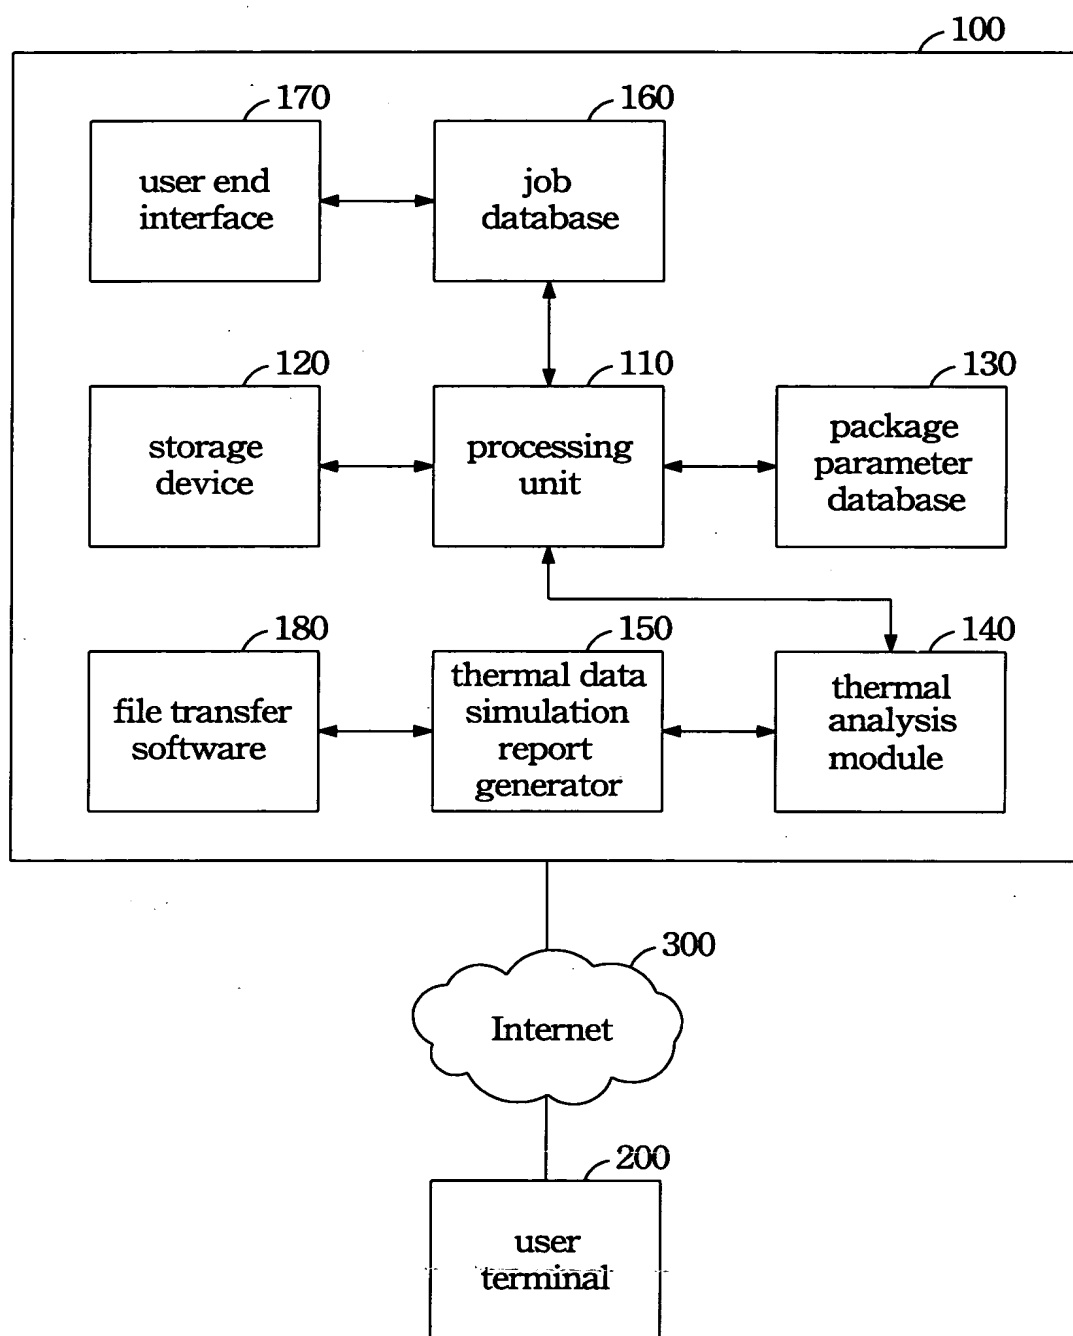 100
170
160
user end
interface
job
database
120
110
130
storage
device
processing
unit
package
parameter
database
180
150
140
file transfer
software
thermal data
simulation
report
generator
thermal
analysis
module
300
Internet
200
user
terminal